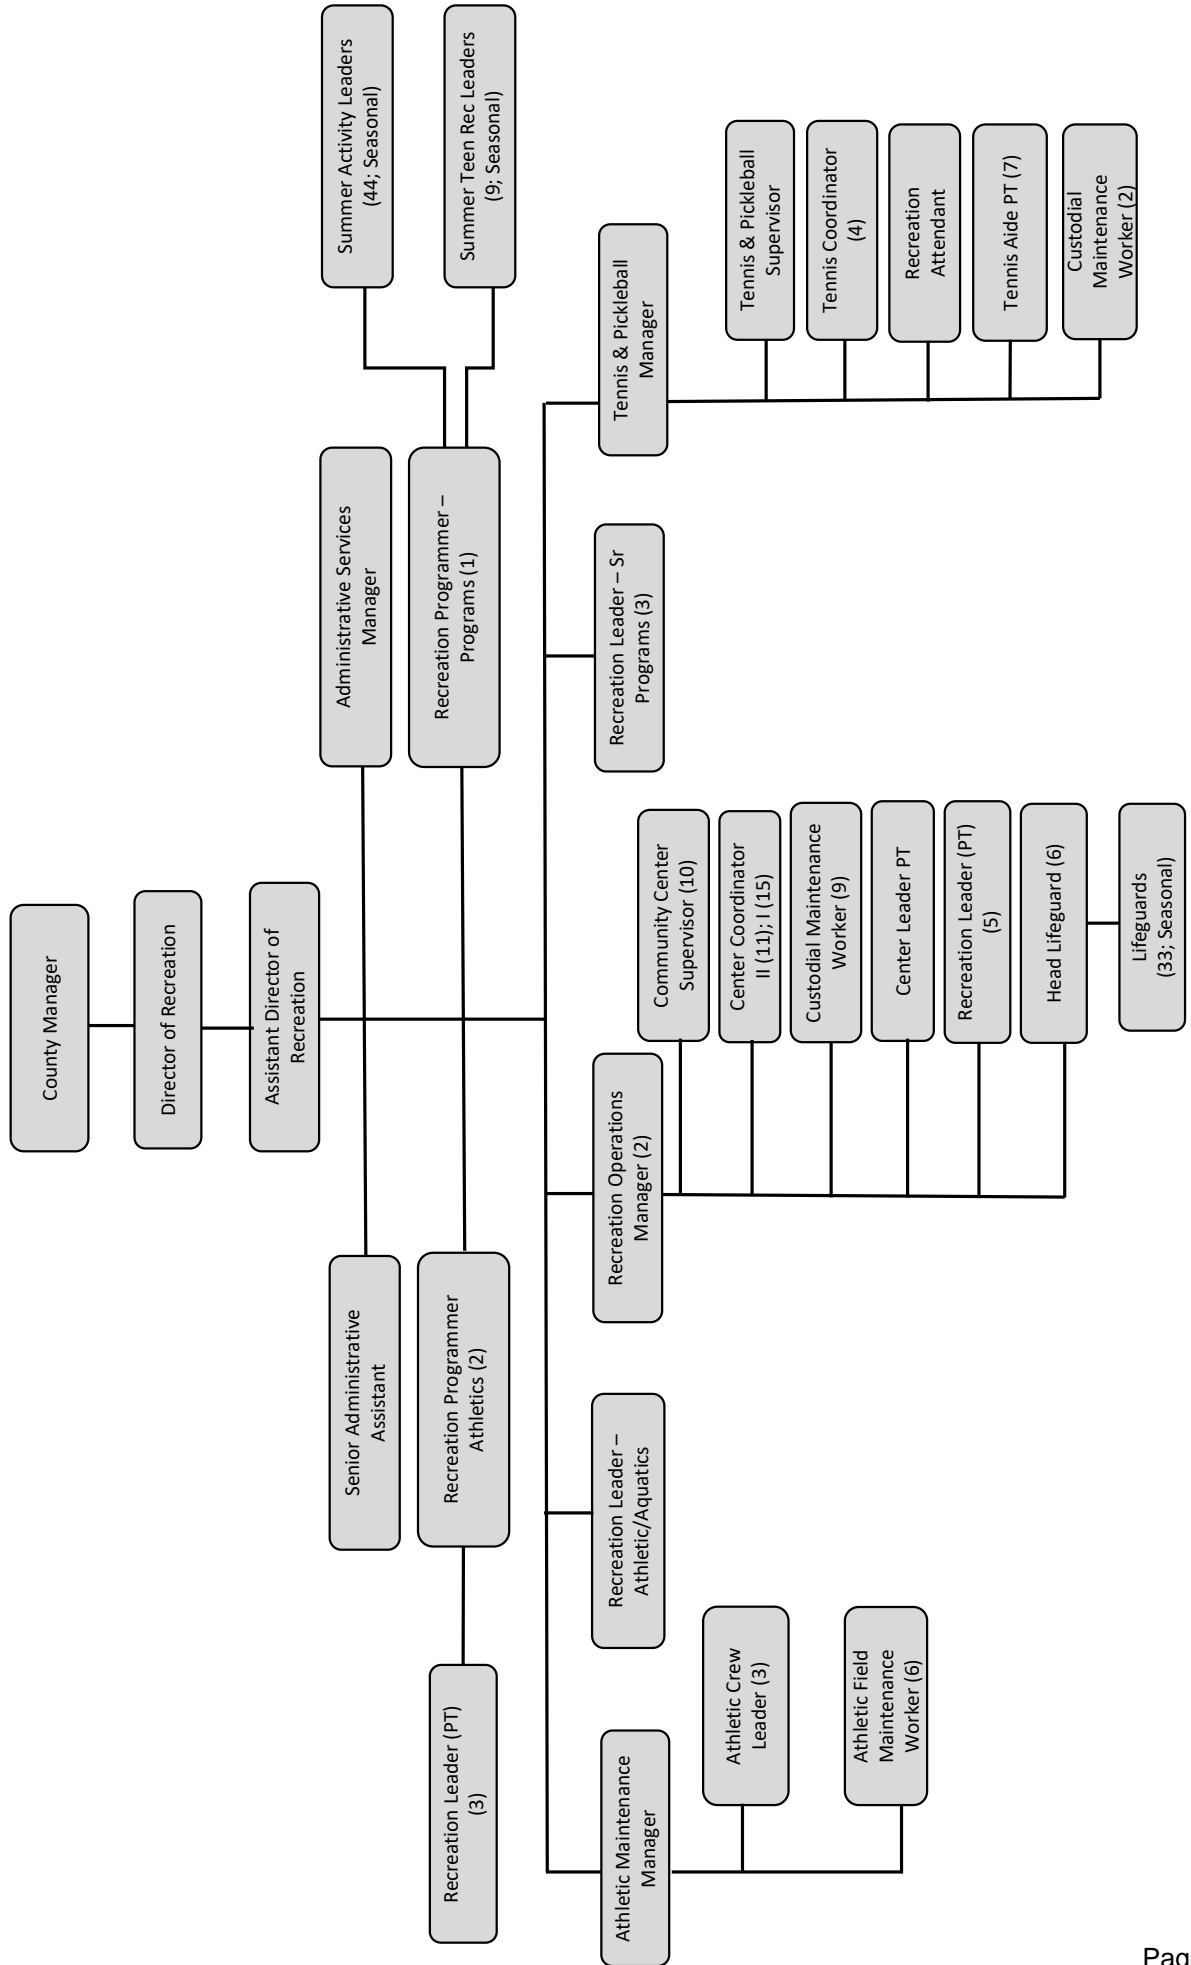 County Manager
Director of Recreation
Assistant Director of
Recreation
Senior Administrative
Assistant
Administrative Services
Manager
Summer Activity Leaders
(44; Seasonal)
Recreation Leader (PT)
(3)
Recreation Programmer
Athletics (2)
Recreation Programmer –
Programs (1)
Summer Teen Rec Leaders
(9; Seasonal)
Athletic Maintenance
Manager
Recreation Leader –
Athletic/Aquatics
Recreation Operations
Manager (2)
Recreation Leader – Sr
Programs (3)
Tennis & Pickleball
Manager
Athletic Crew
Leader (3)
Athletic Field
Maintenance
Worker (6)
Community Center
Supervisor (10)
Center Coordinator
II (11); I (15)
Custodial Maintenance
Worker (9)
Center Leader PT
Recreation Leader (PT)
(5)
Head Lifeguard (6)
Lifeguards
(33; Seasonal)
Tennis & Pickleball
Supervisor
Tennis Coordinator
(4)
Recreation
Attendant
Tennis Aide PT (7)
Custodial
Maintenance
Worker (2)
Pag